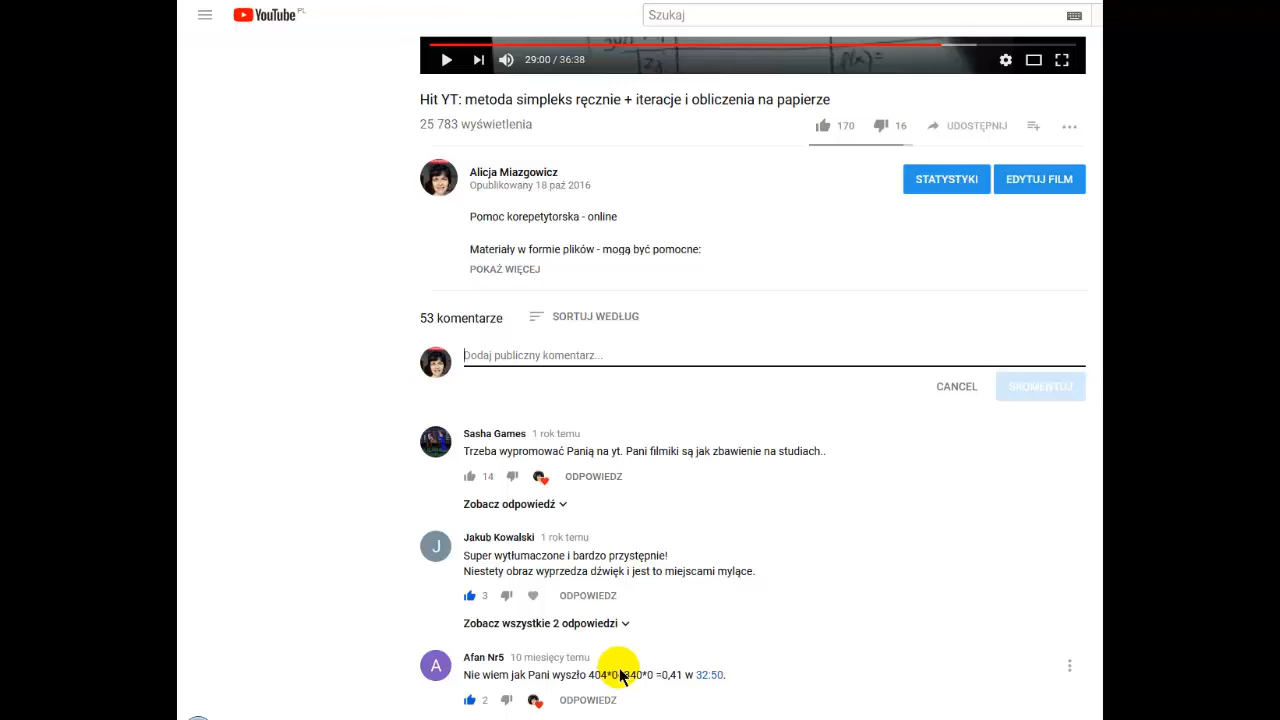 YouTube PL
Szukaj
f(x)=
29:00 / 36:38
Hit YT: metoda simpleks ręcznie + iteracje i obliczenia na papierze
25 783 wyświetlenia
170
16
UDOSTĘPNIJ
Alicja Miazgowicz
Opublikowany 18 paź 2016
STATYSTYKI
EDYTUJ FILM
Pomoc korepetytorska - online
Materiały w formie plików - mogą być pomocne:
POKAŻ WIĘCEJ
53 komentarze
SORTUJ WEDŁUG
Dodaj publiczny komentarz...
CANCEL
SKOMENTUJ
Sasha Games 1 rok temu
Trzeba wypromować Panią na yt. Pani filmiki są jak zbawienie na studiach..
14
ODPOWIEDZ
Zobacz odpowiedź
J
Jakub Kowalski 1 rok temu
Super wytłumaczone i bardzo przystępnie!
Niestety obraz wyprzedza dźwięk i jest to miejscami mylące.
3
ODPOWIEDZ
Zobacz wszystkie 2 odpowiedzi
A
Afan Nr5 10 miesięcy temu
Nie wiem jak Pani wyszło 404*0 340*0 =0,41 w 32:50.
2
ODPOWIEDZ